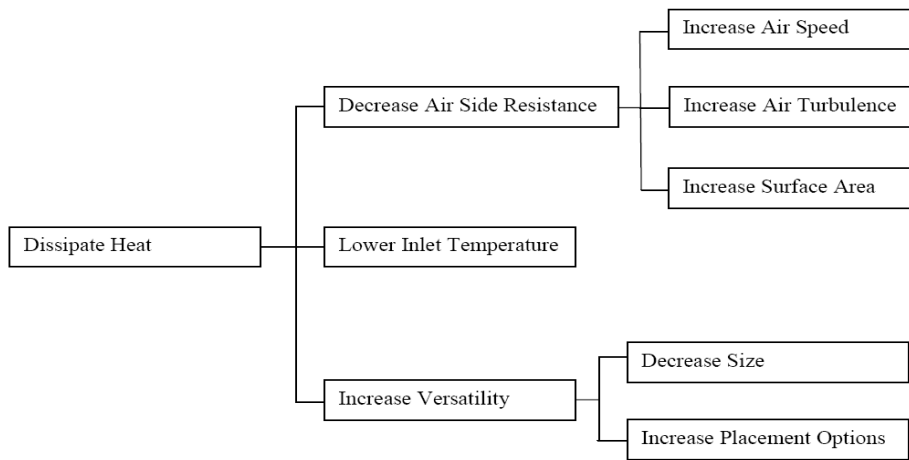 Increase Air Speed
Decrease Air Side Resistance
Increase Air Turbulence
Increase Surface Area
Dissipate Heat
Lower Inlet Temperature
Decrease Size
Increase Versatility
Increase Placement Options